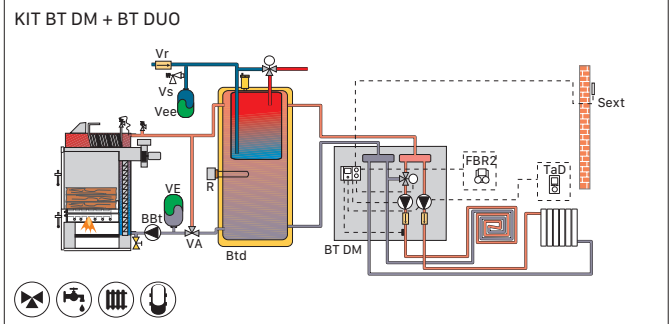 KIT BT DM + BT DUO
Vr
Vs
Vee
Sext
FBR2
TaD
R
VE
BBt
VA
Btd
BT DM